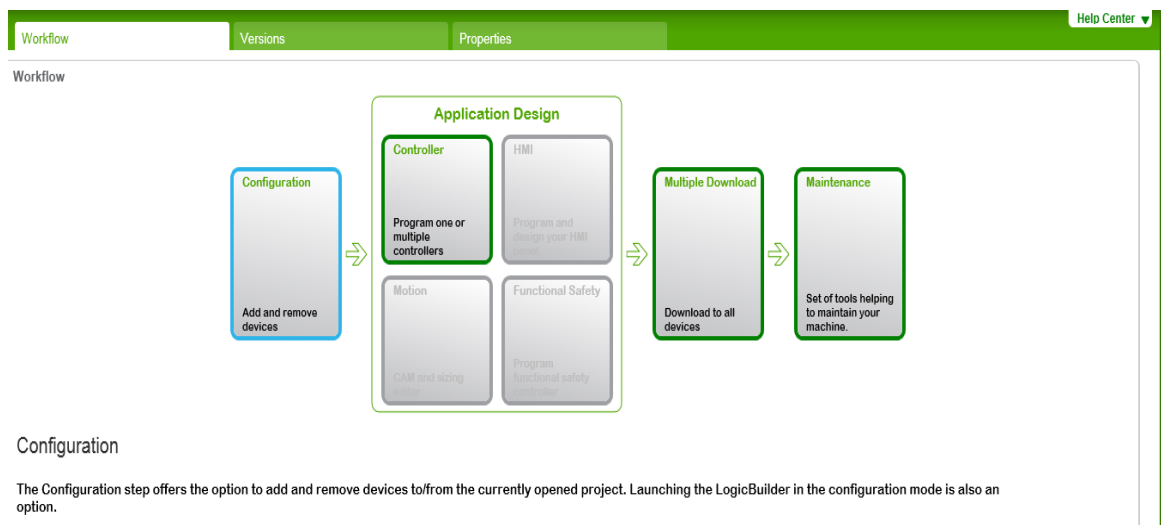 Help Center
Workflow
Versions
Properties
Workflow
Application Design
Configuration
Add and remove
devices
Controller
Program one or
multiple
controllers
HMI
Program and
design your HMI
Motion
CAM and sizing
Functional Safety
Program
functional safety
controller
Multiple Download
Download to all
devices
Maintenance
Set of tools helping
to maintain your
machine.
Configuration
The Configuration step offers the option to add and remove devices to/from the currently opened project. Launching the LogicBuilder in the configuration mode is also an
option.